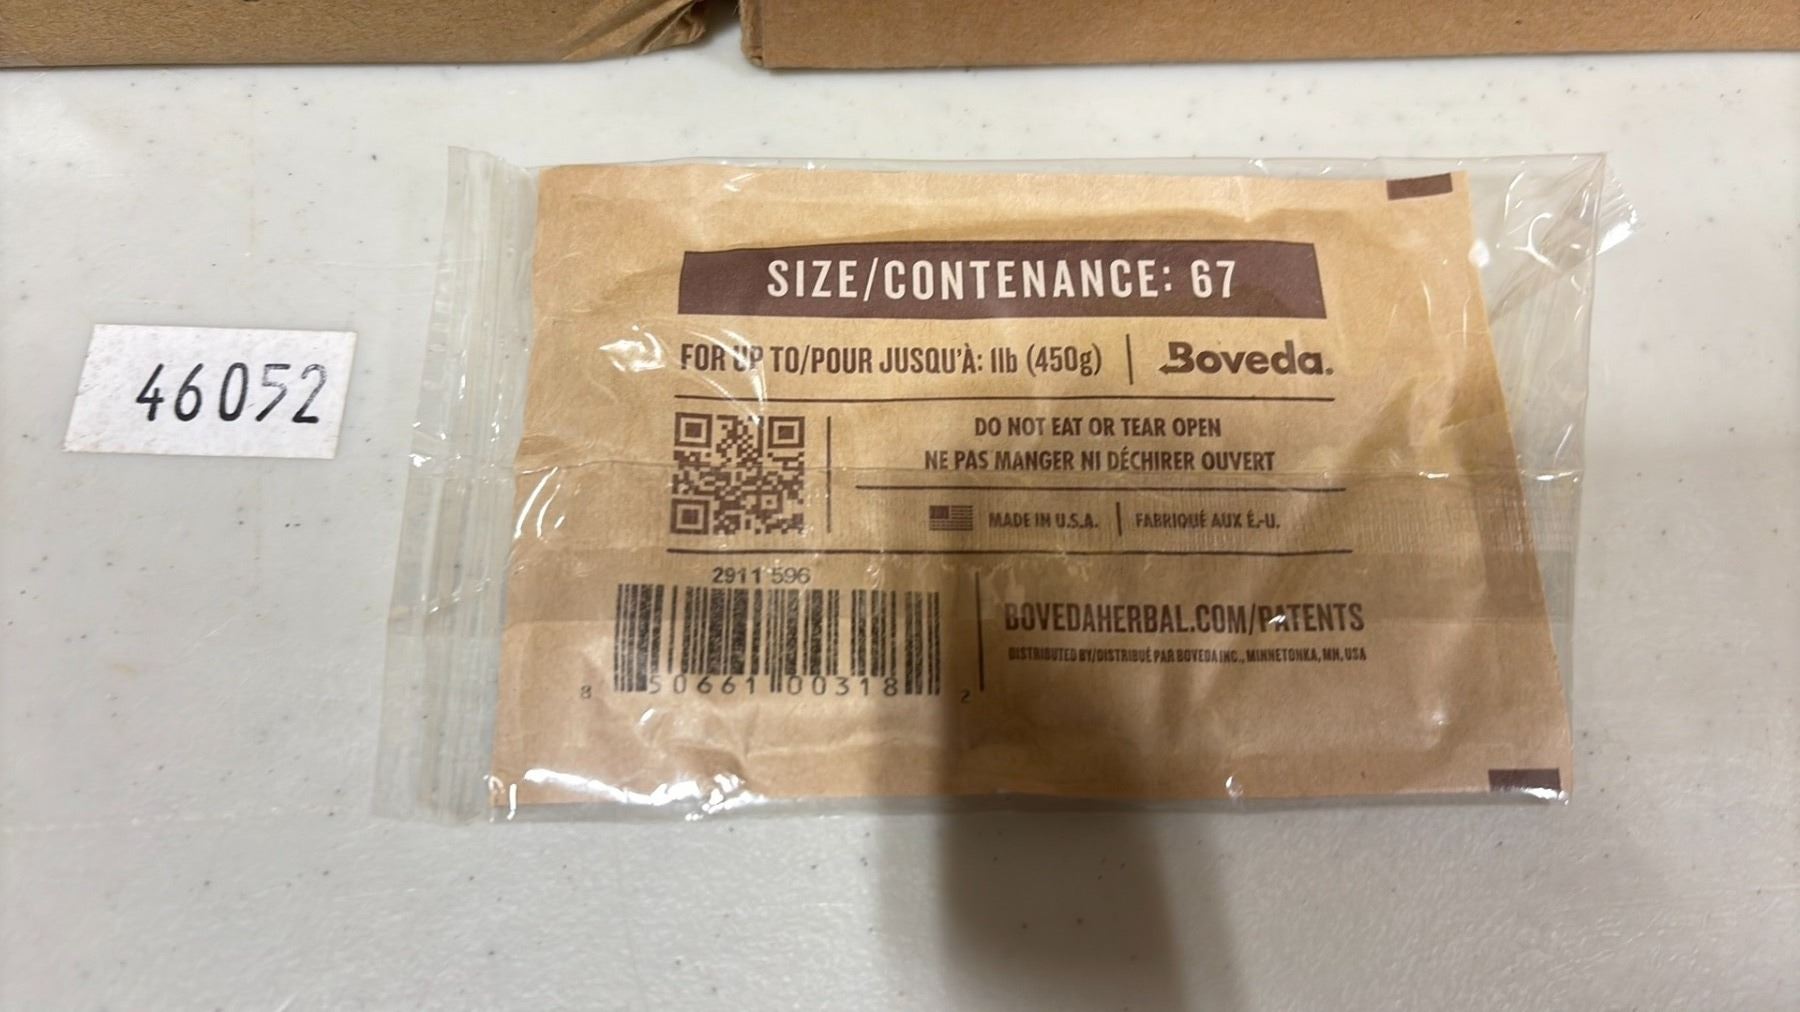 46052
SIZE/CONTENANCE: 67
FOR UP TO/POUR JUSQU'À: 1lb (450g)
Boveda.
DO NOT EAT OR TEAR OPEN
NE PAS MANGER NI DÉCHIRER OUVERT
MADE IN U.S.A. | FABRIQUÉ AUX É.-U.
2911 596
8 50661 00318 2
BOVEDAHERBAL.COM/PATENTS
DISTRIBUTED BY/DISTRIBUÉ PAR BOVEDA INC., MINNETONKA, MN, USA